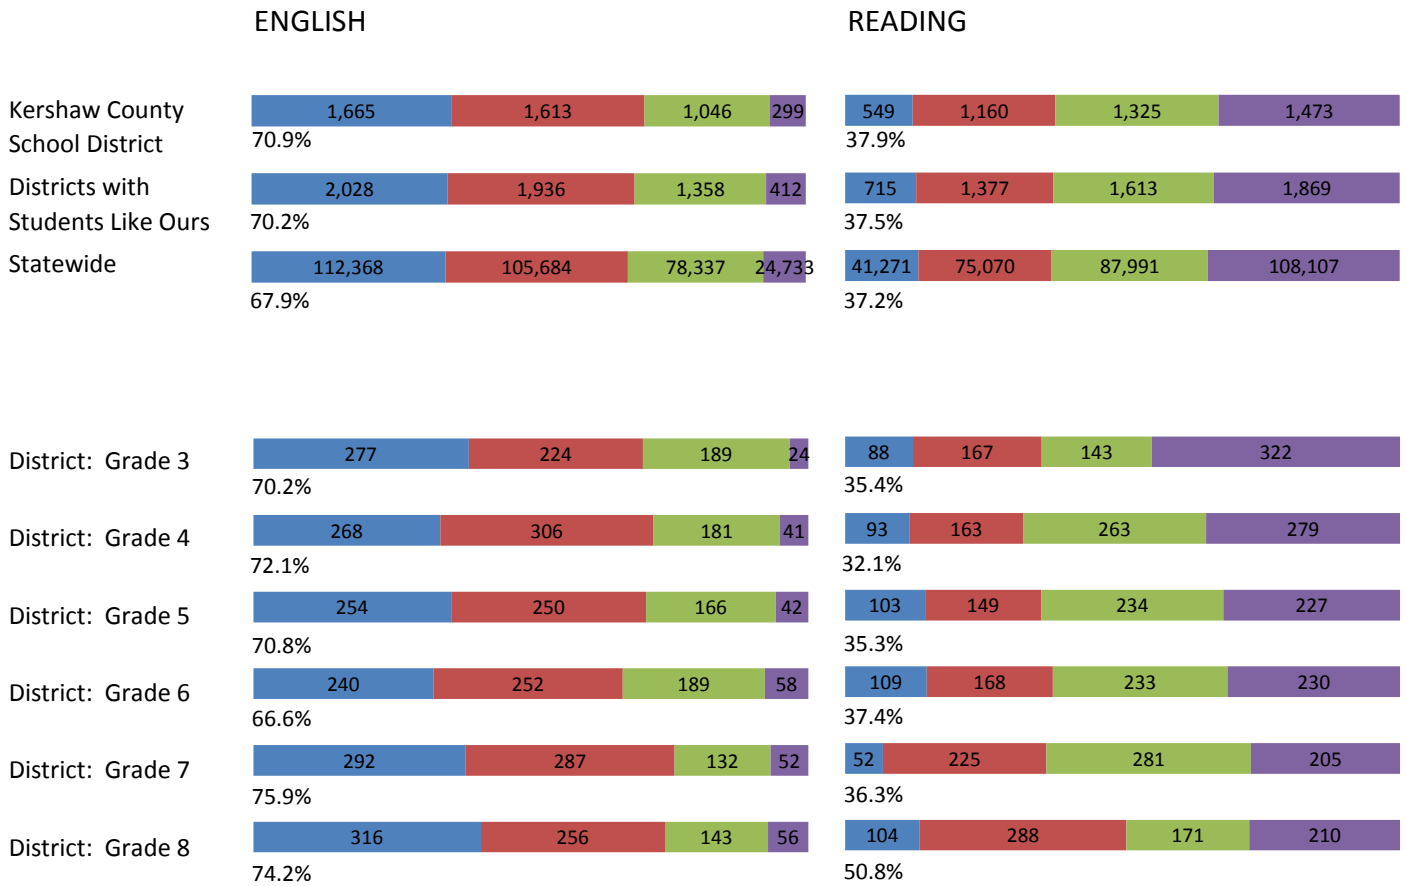 ENGLISH READING
Kershaw County 1,665 1,613 1,046 299 549 1,160 1,325 1,473
School District 70.9% 37.9%
Districts with 2,028 1,936 1,358 412 715 1,377 1,613 1,869
Students Like Ours 70.2% 37.5%
Statewide 112,368 105,684 78,337 24,733 41,271 75,070 87,991 108,107
67.9% 37.2%
District: Grade 3 277 224 189 24 88 167 143 322
70.2% 35.4%
District: Grade 4 268 306 181 41 93 163 263 279
72.1% 32.1%
District: Grade 5 254 250 166 42 103 149 234 227
70.8% 35.3%
District: Grade 6 240 252 189 58 109 168 233 230
66.6% 37.4%
District: Grade 7 292 287 132 52 52 225 281 205
75.9% 36.3%
District: Grade 8 316 256 143 56 104 288 171 210
74.2% 50.8%